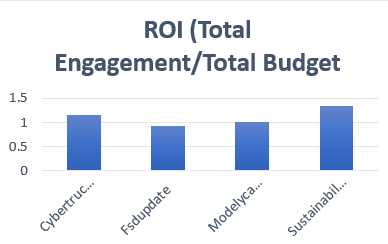 ROI (Total
Engagement/Total Budget
1.5
1
0.5
0
Cybertruc...
Fsdupdate
Modelyca...
Sustainabil...